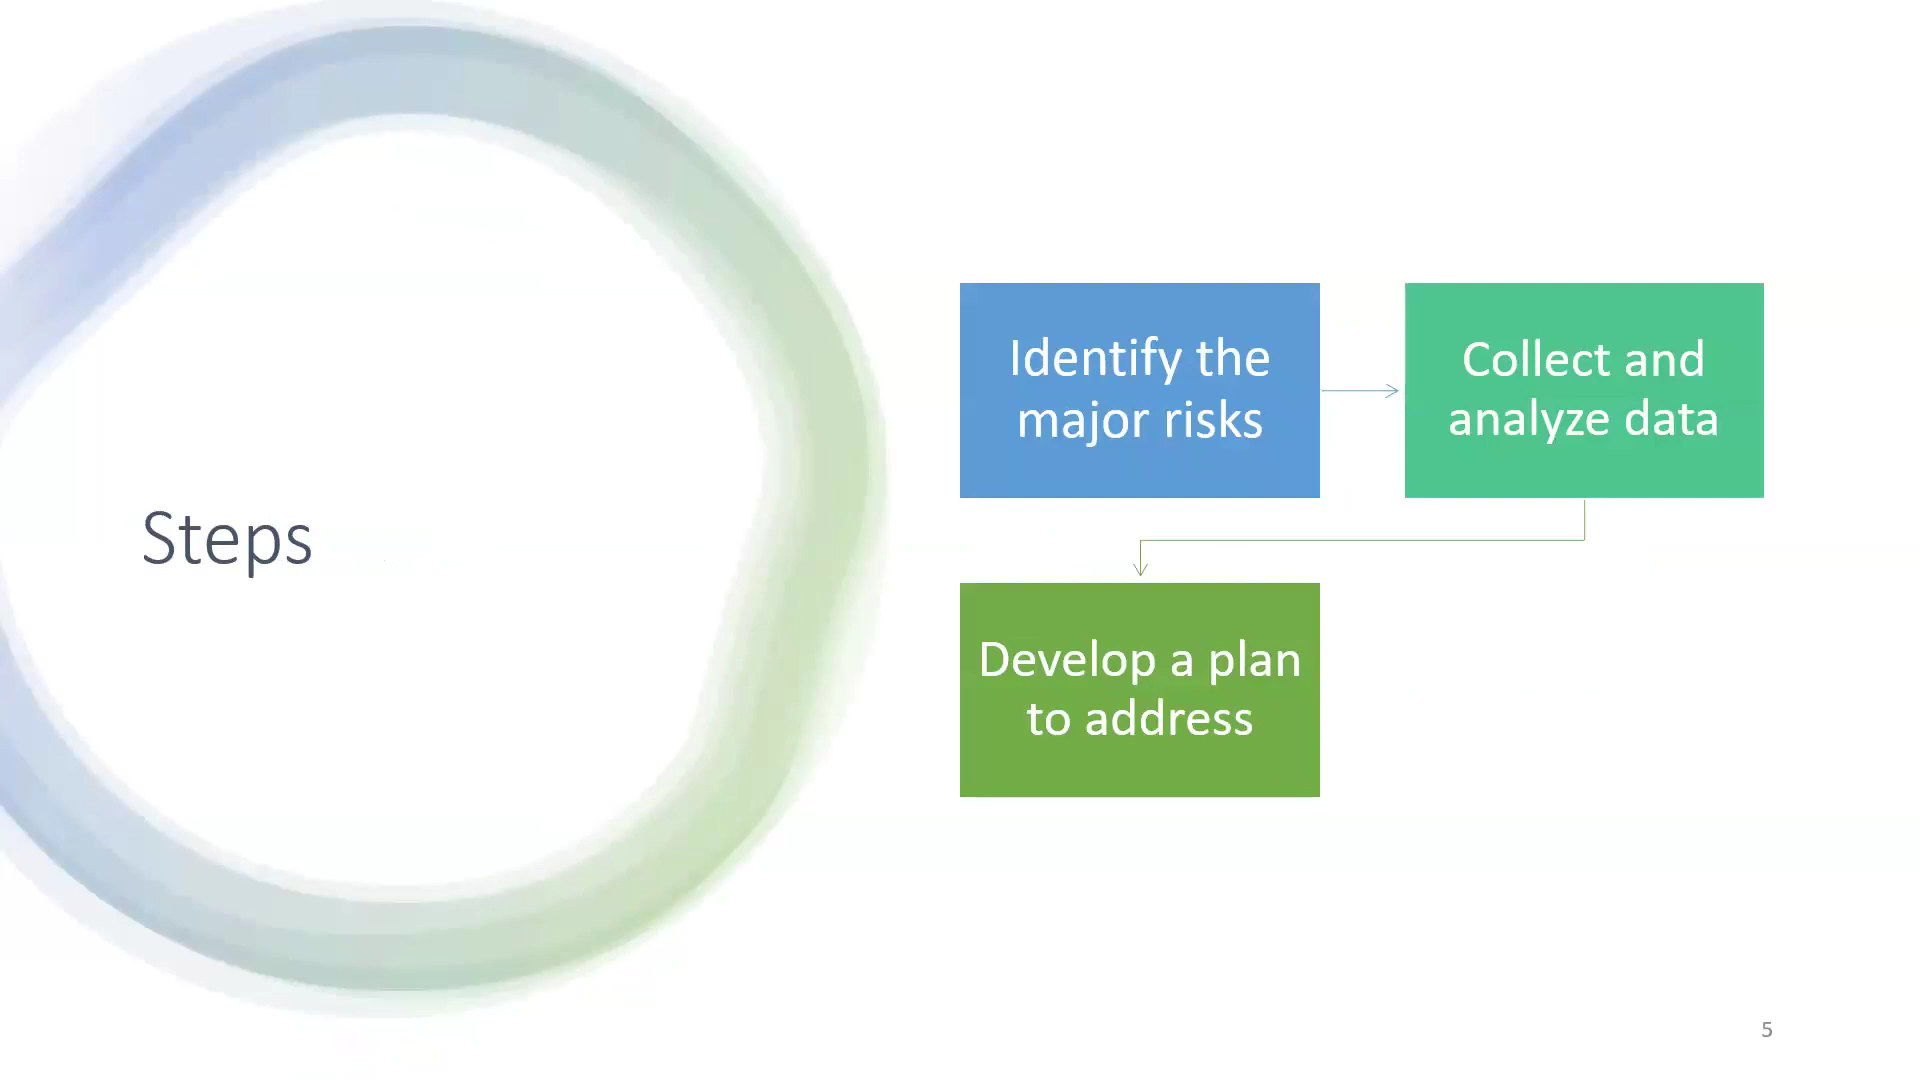 Steps
Identify the
major risks
Collect and
analyze data
Develop a plan
to address
5